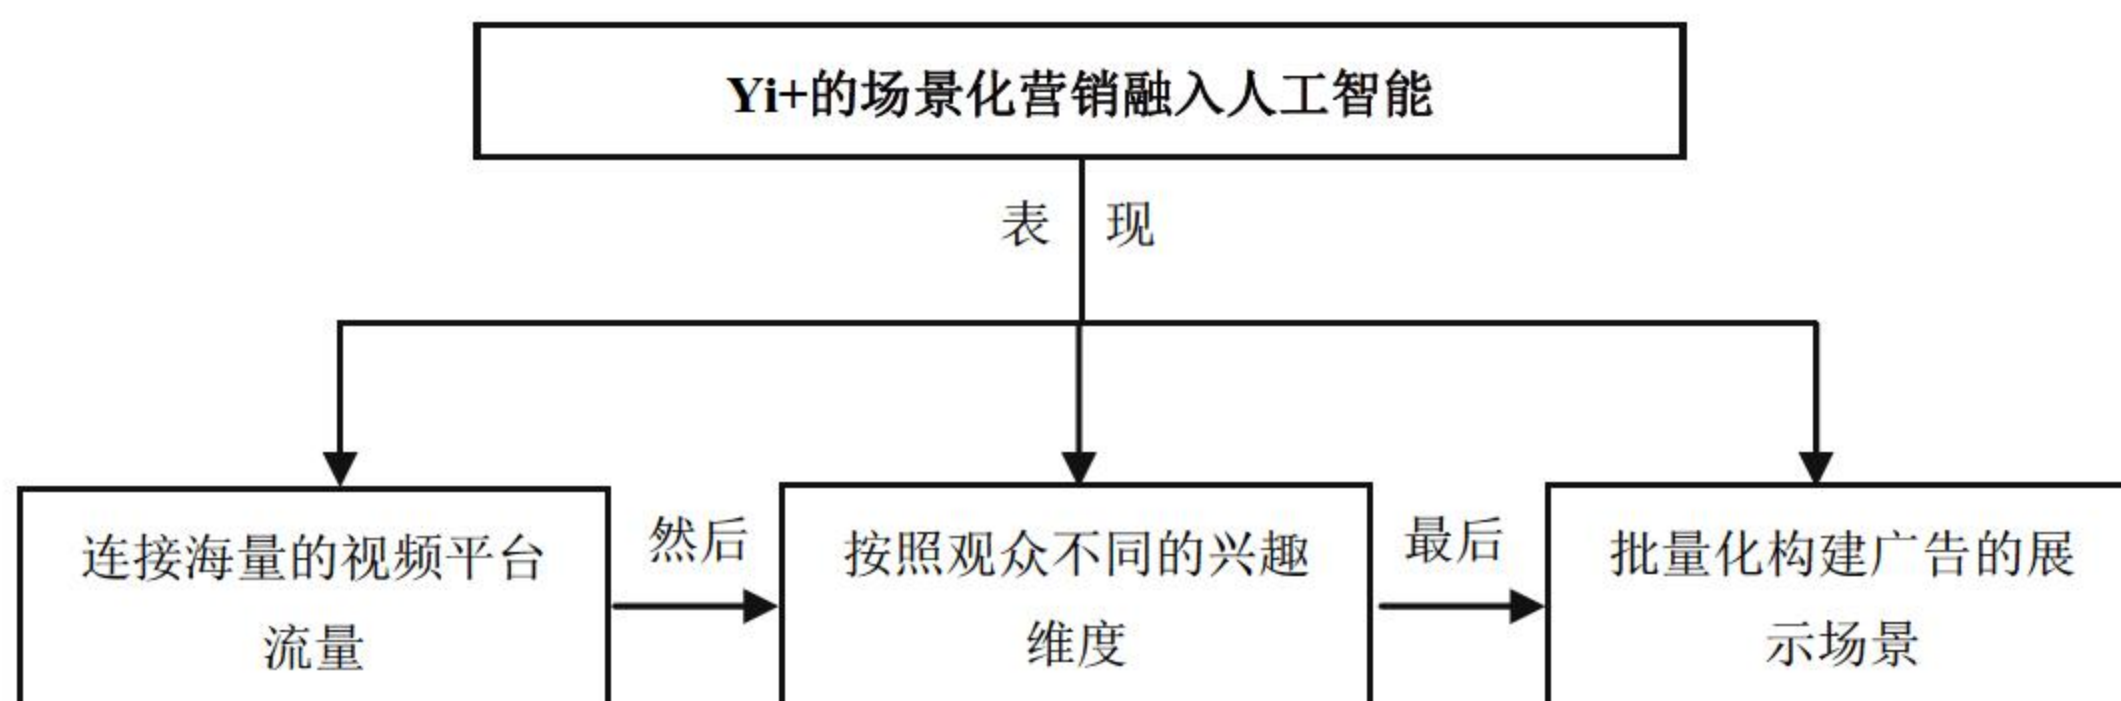 Yi+的场景化营销融入人工智能
表 现
连接海量的视频平台
流量
然后
按照观众不同的兴趣
维度
最后
批量化构建广告的展
示场景